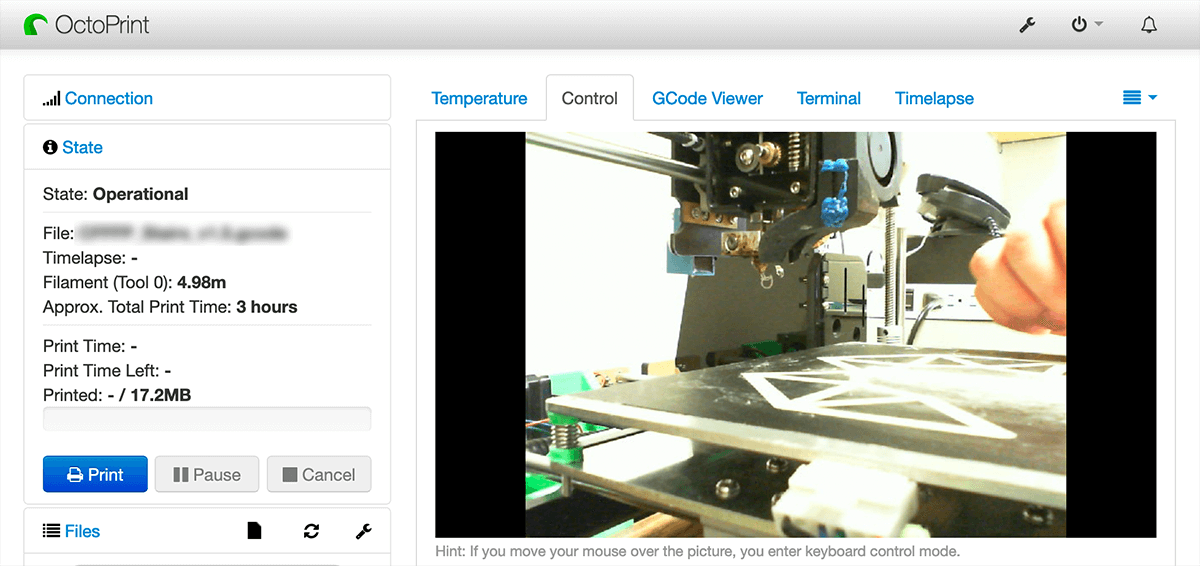 OctoPrint
Connection
State
State: Operational
File:
Timelapse: -
Filament (Tool 0): 4.98m
Approx. Total Print Time: 3 hours
Print Time: -
Print Time Left: -
Printed: - / 17.2MB
Print Pause Cancel
Files
Temperature Control GCode Viewer Terminal Timelapse
Hint: If you move your mouse over the picture, you enter keyboard control mode.